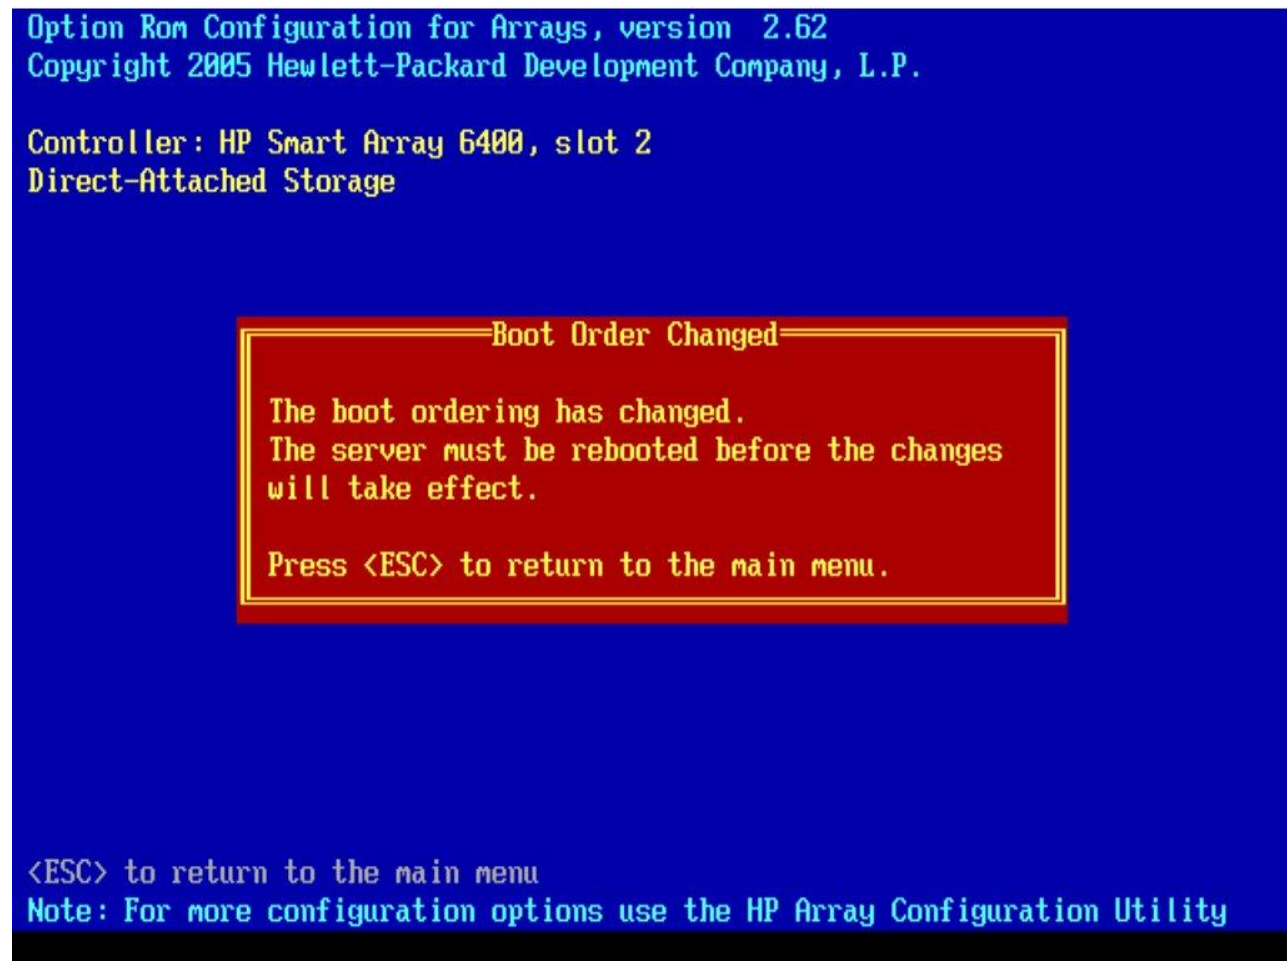 Option Rom Configuration for Arrays, version  2.62
Copyright 2005 Hewlett-Packard Development Company, L.P.
Controller: HP Smart Array 6400, slot 2
Direct-Attached Storage
Boot Order Changed
The boot ordering has changed.
The server must be rebooted before the changes
will take effect.
Press <ESC> to return to the main menu.
<ESC> to return to the main menu
Note: For more configuration options use the HP Array Configuration Utility